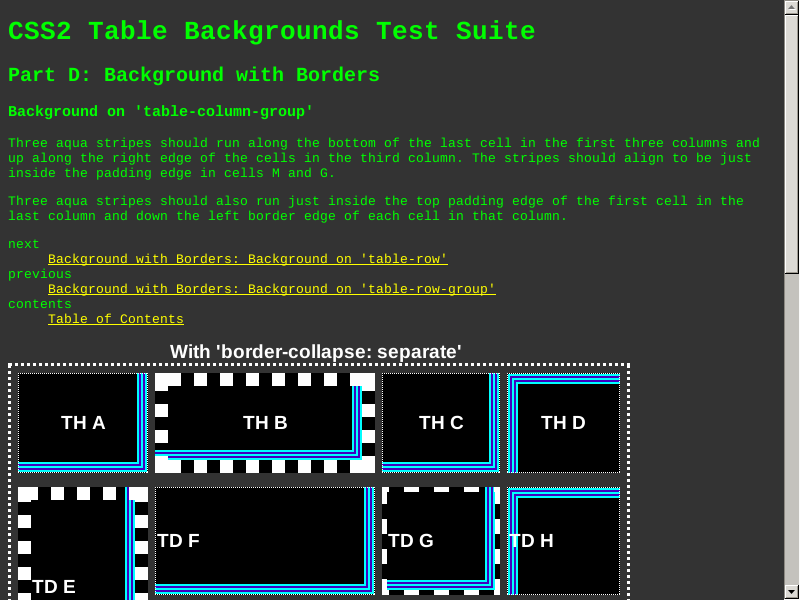 CSS2 Table Backgrounds Test Suite
Part D: Background with Borders
Background on 'table-column-group'
Three aqua stripes should run along the bottom of the last cell in the first three columns and
up along the right edge of the cells in the third column. The stripes should align to be just
inside the padding edge in cells M and G.
Three aqua stripes should also run just inside the top padding edge of the first cell in the
last column and down the left border edge of each cell in that column.
next
Background with Borders: Background on 'table-row'
previous
Background with Borders: Background on 'table-row-group'
contents
Table of Contents
With 'border-collapse: separate'
TH A TH B TH C TH D
TD F TD G TD H
TD E